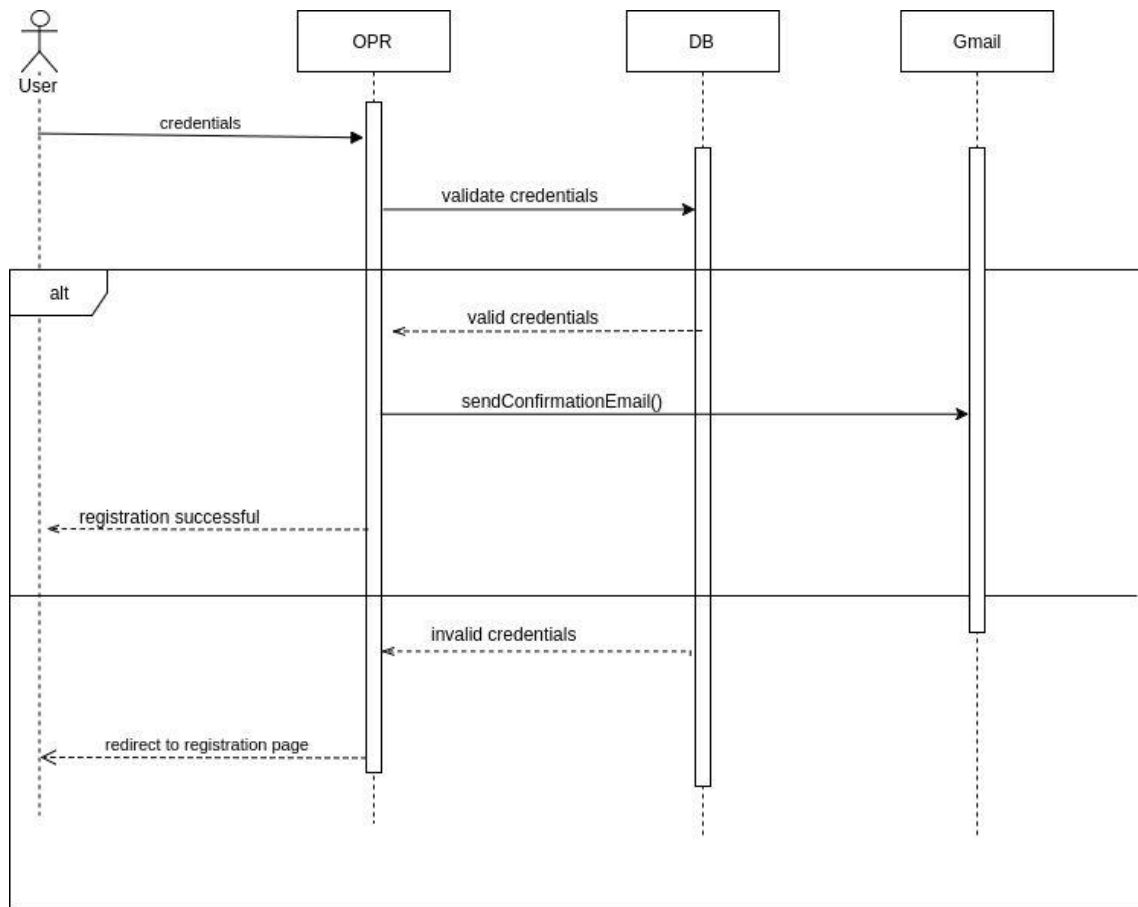 OPR
DB
Gmail
User
credentials
validate credentials
alt
valid credentials
sendConfirmationEmail()
registration successful
invalid credentials
redirect to registration page